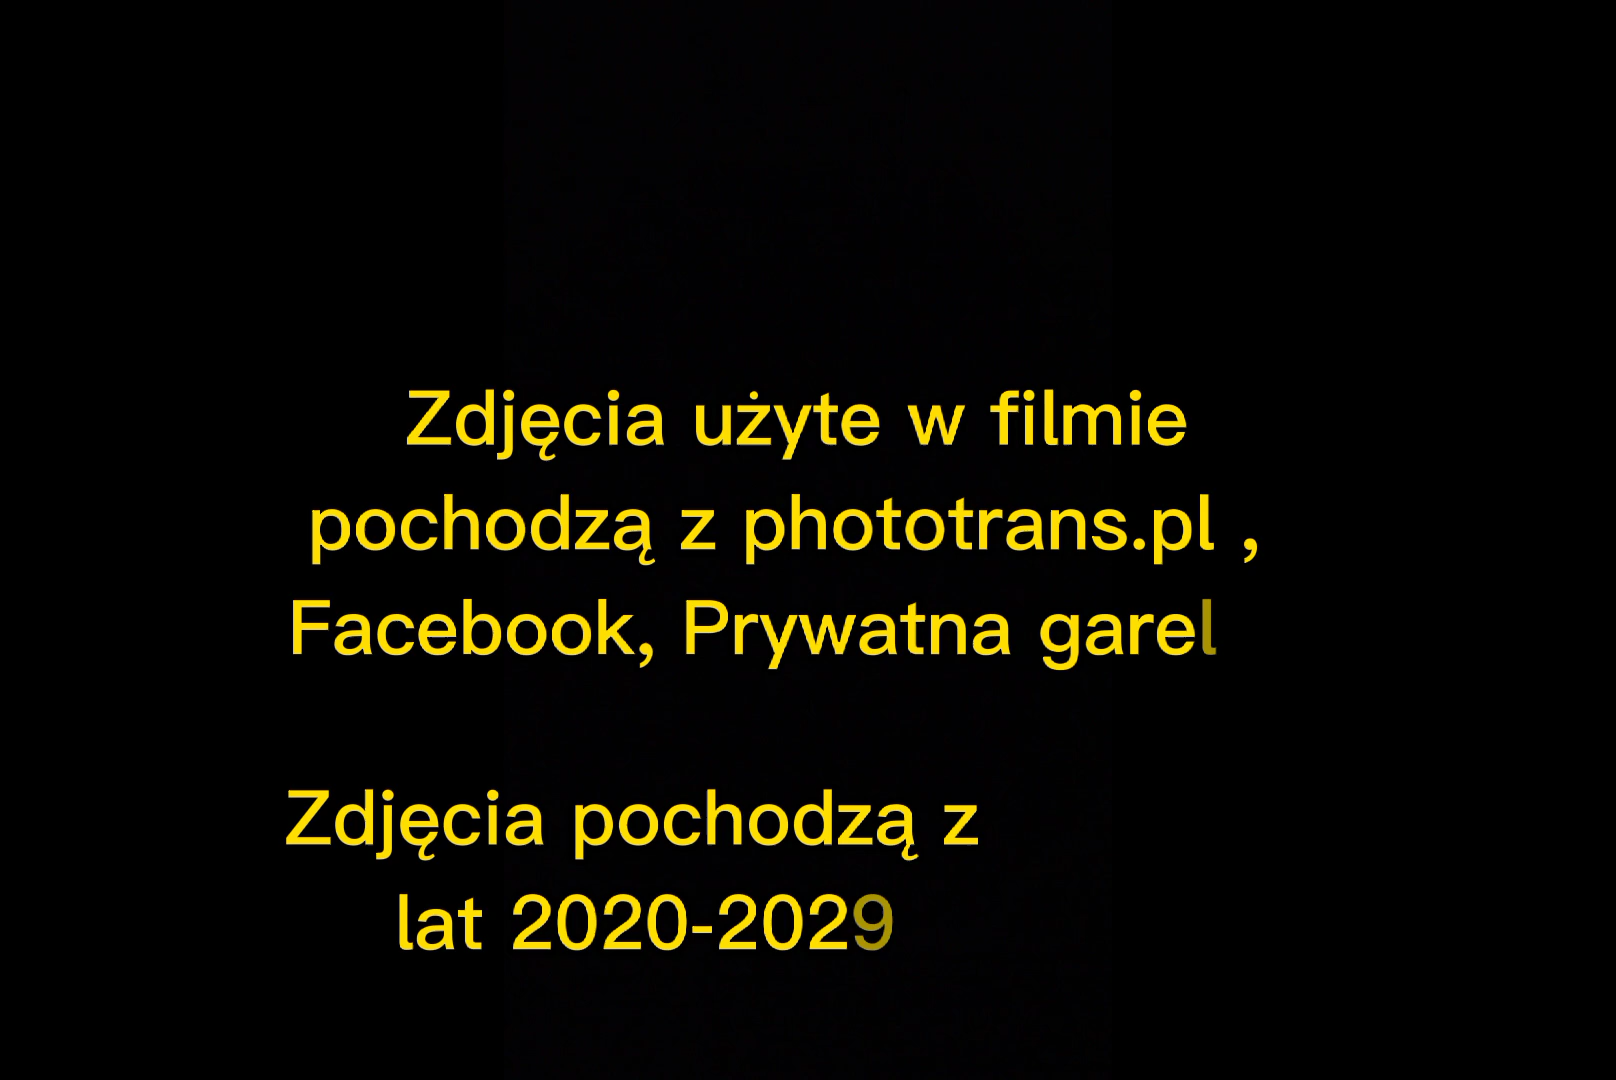 Zdjęcia użyte w filmie
pochodzą z phototrans.pl ,
Facebook, Prywatna garel
Zdjęcia pochodzą z
lat 2020-2029